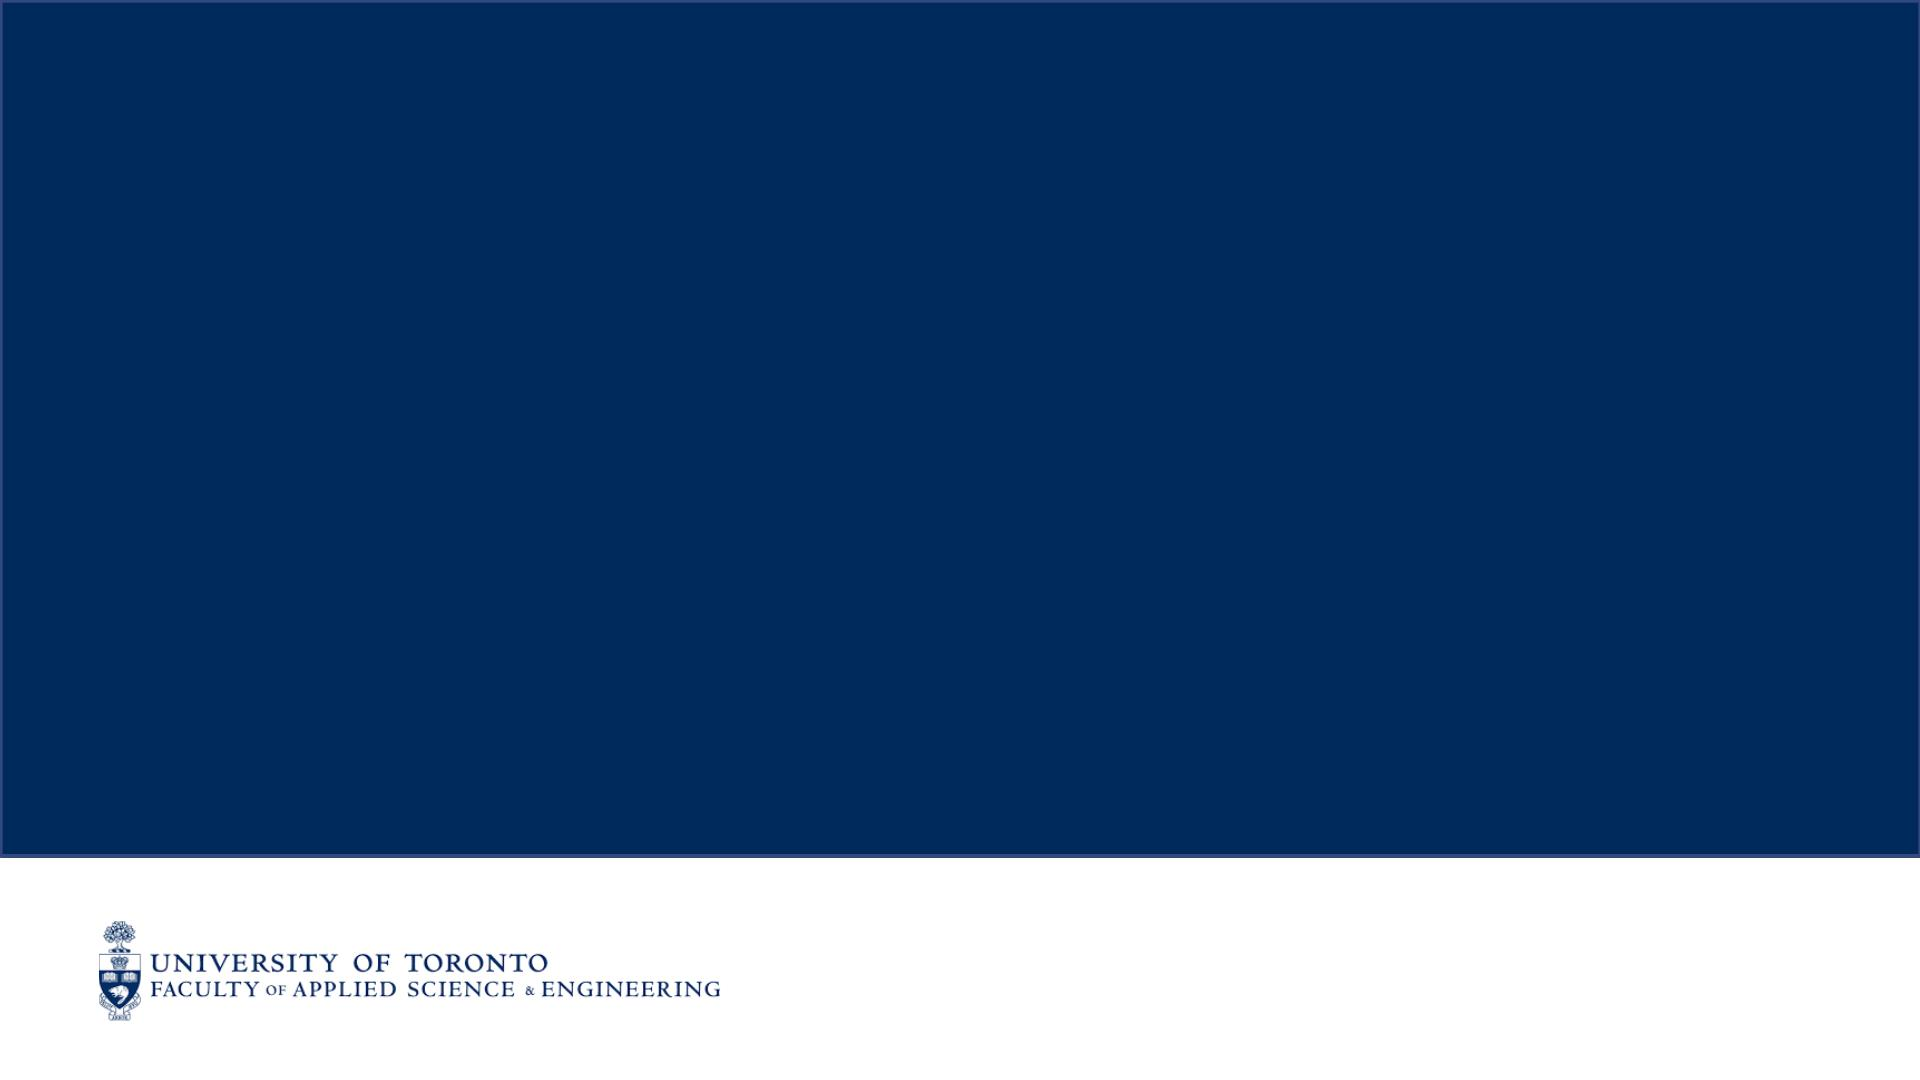 UNIVERSITY OF TORONTO
FACULTY OF APPLIED SCIENCE & ENGINEERING